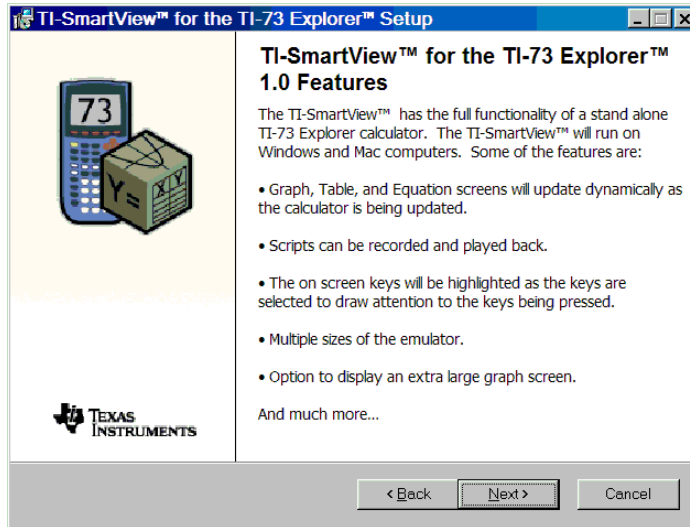 TI-SmartView™ for the TI-73 Explorer™ Setup
TI-SmartView™ for the TI-73 Explorer™
1.0 Features
The TI-SmartView™ has the full functionality of a stand alone
TI-73 Explorer calculator. The TI-SmartView™ will run on
Windows and Mac computers. Some of the features are:
• Graph, Table, and Equation screens will update dynamically as
the calculator is being updated.
• Scripts can be recorded and played back.
• The on screen keys will be highlighted as the keys are
selected to draw attention to the keys being pressed.
• Multiple sizes of the emulator.
• Option to display an extra large graph screen.
And much more...
73
Y=
X Y
TEXAS
INSTRUMENTS
< Back
Next >
Cancel